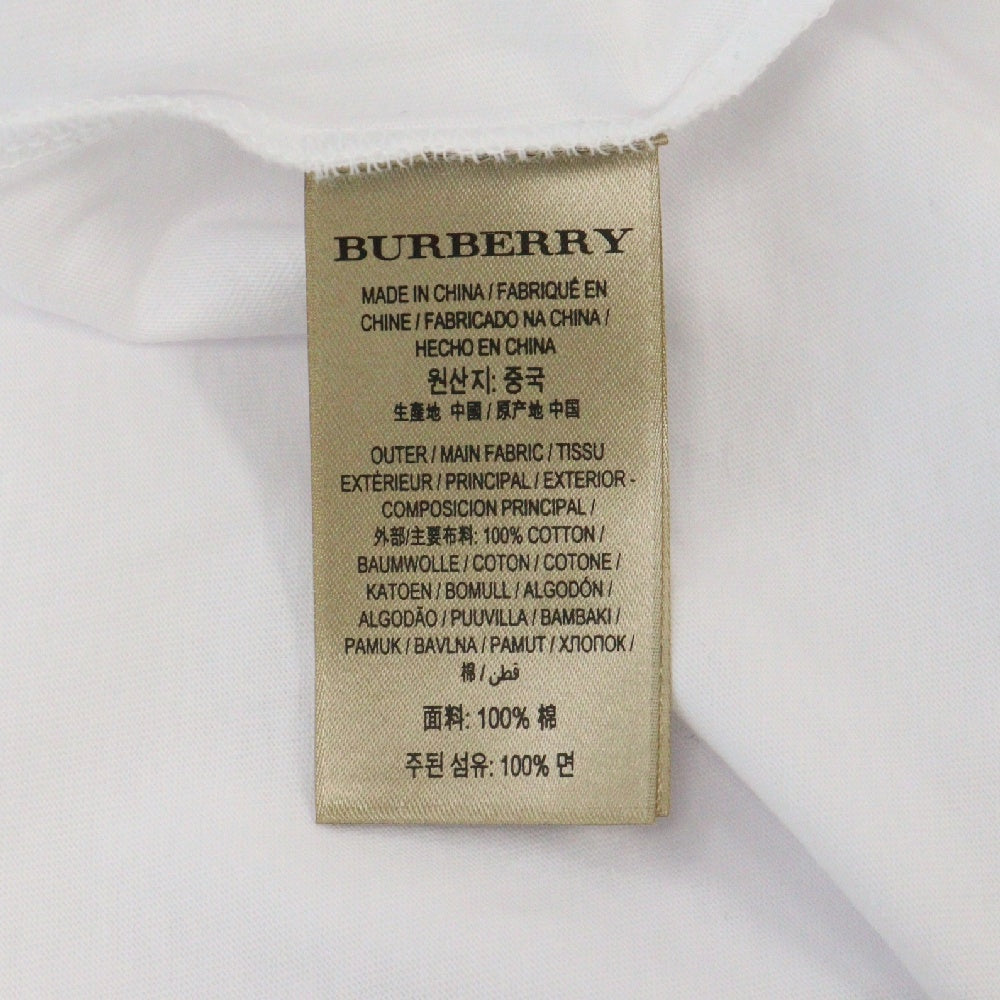 BURBERRY
MADE IN CHINA / FABRIQUÉ EN
CHINE / FABRICADO NA CHINA /
HECHO EN CHINA
원산지: 중국
生產地 中國 / 原产地 中国
OUTER / MAIN FABRIC / TISSU
EXTÉRIEUR / PRINCIPAL / EXTERIOR -
COMPOSICION PRINCIPAL /
外部/主要布料: 100% COTTON /
BAUMWOLLE / COTON / COTONE /
KATOEN / BOMULL / ALGODÓN /
ALGODÃO / PUUVILLA / BAMBAKI /
PAMUK / BAVLNA / PAMUT / ХЛОПОК /
棉 / قطن
面料: 100% 棉
주된 섬유: 100% 면